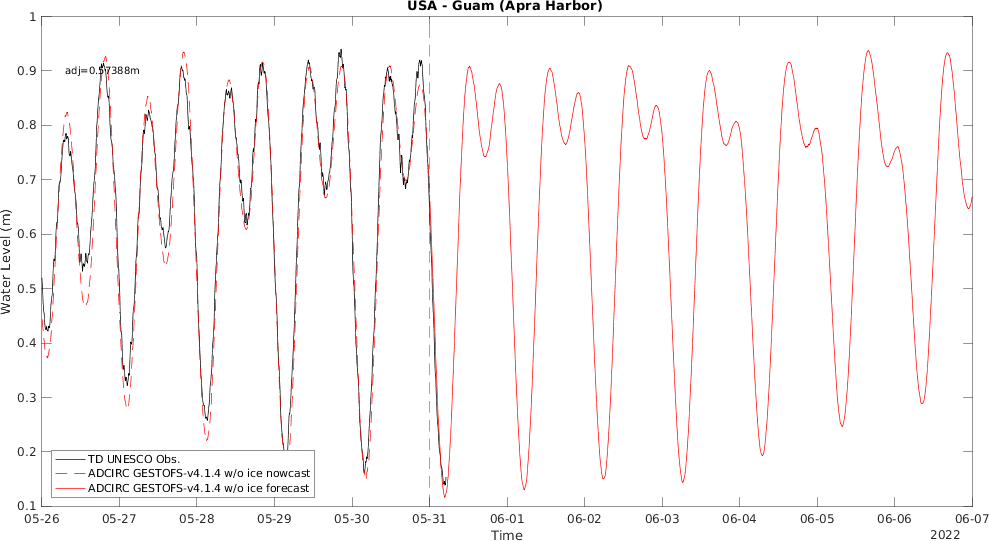 USA - Guam (Apra Harbor)
1
0.9
0.8
0.7
0.6
0.5
0.4
0.3
0.2
0.1
Water Level (m)
adj=0.57388m
TD UNESCO Obs.
ADCIRC GESTOFS-v4.1.4 w/o ice nowcast
ADCIRC GESTOFS-v4.1.4 w/o ice forecast
05-26 05-27 05-28 05-29 05-30 05-31 06-01 06-02 06-03 06-04 06-05 06-06 06-07
Time
2022